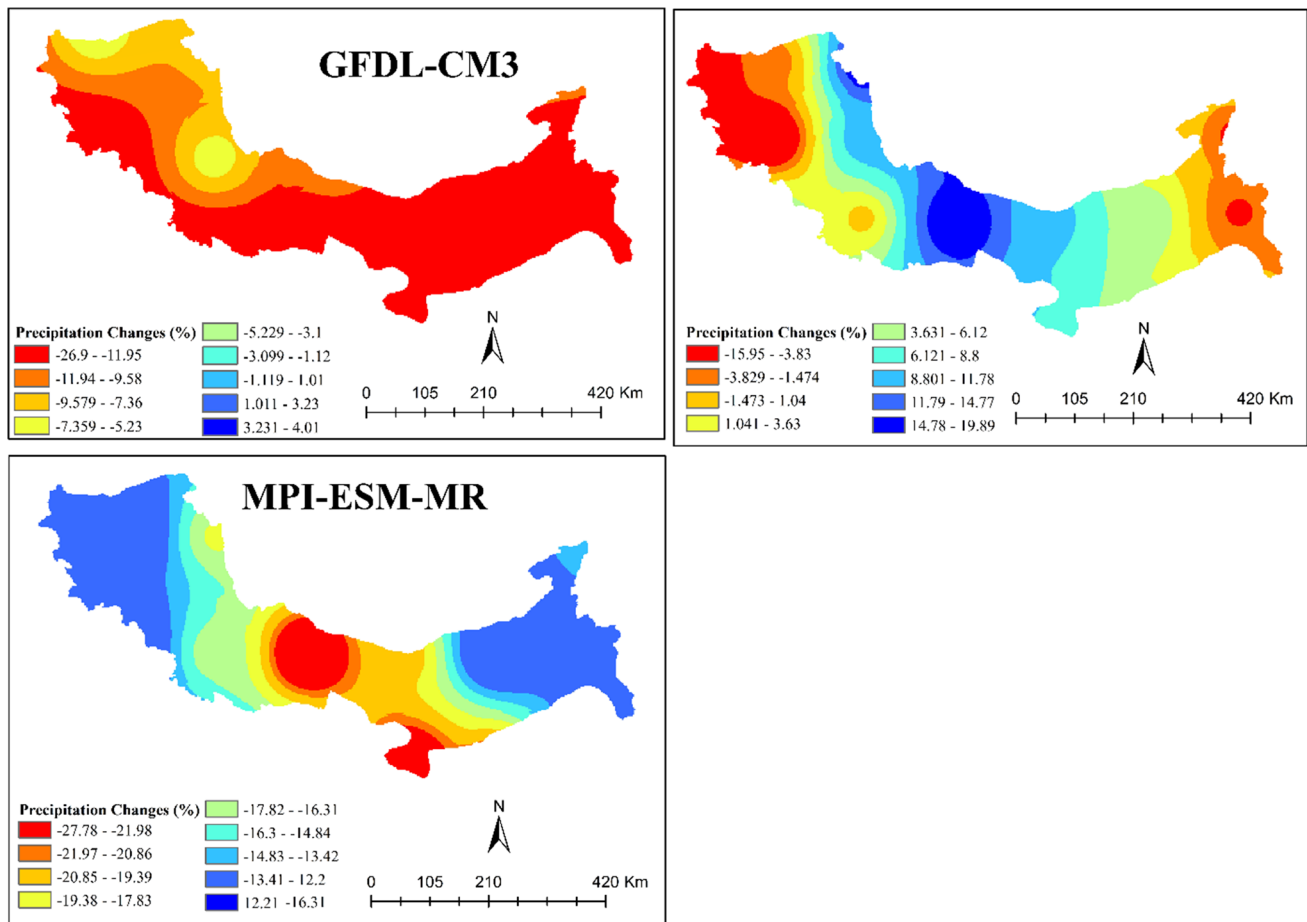 GFDL-CM3
Precipitation Changes (%)
-26.9 - -11.95
-11.94 - -9.58
-9.579 - -7.36
-7.359 - -5.23
-5.229 - -3.1
-3.099 - -1.12
-1.119 - 1.01
1.011 - 3.23
3.231 - 4.01
N
0 105 210 420 Km
Precipitation Changes (%)
-15.95 - -3.83
-3.829 - -1.474
-1.473 - 1.04
1.041 - 3.63
3.631 - 6.12
6.121 - 8.8
8.801 - 11.78
11.79 - 14.77
14.78 - 19.89
N
0 105 210 420 Km
MPI-ESM-MR
Precipitation Changes (%)
-27.78 - -21.98
-21.97 - -20.86
-20.85 - -19.39
-19.38 - -17.83
-17.82 - -16.31
-16.3 - -14.84
-14.83 - -13.42
-13.41 - 12.2
12.21 - 16.31
N
0 105 210 420 Km